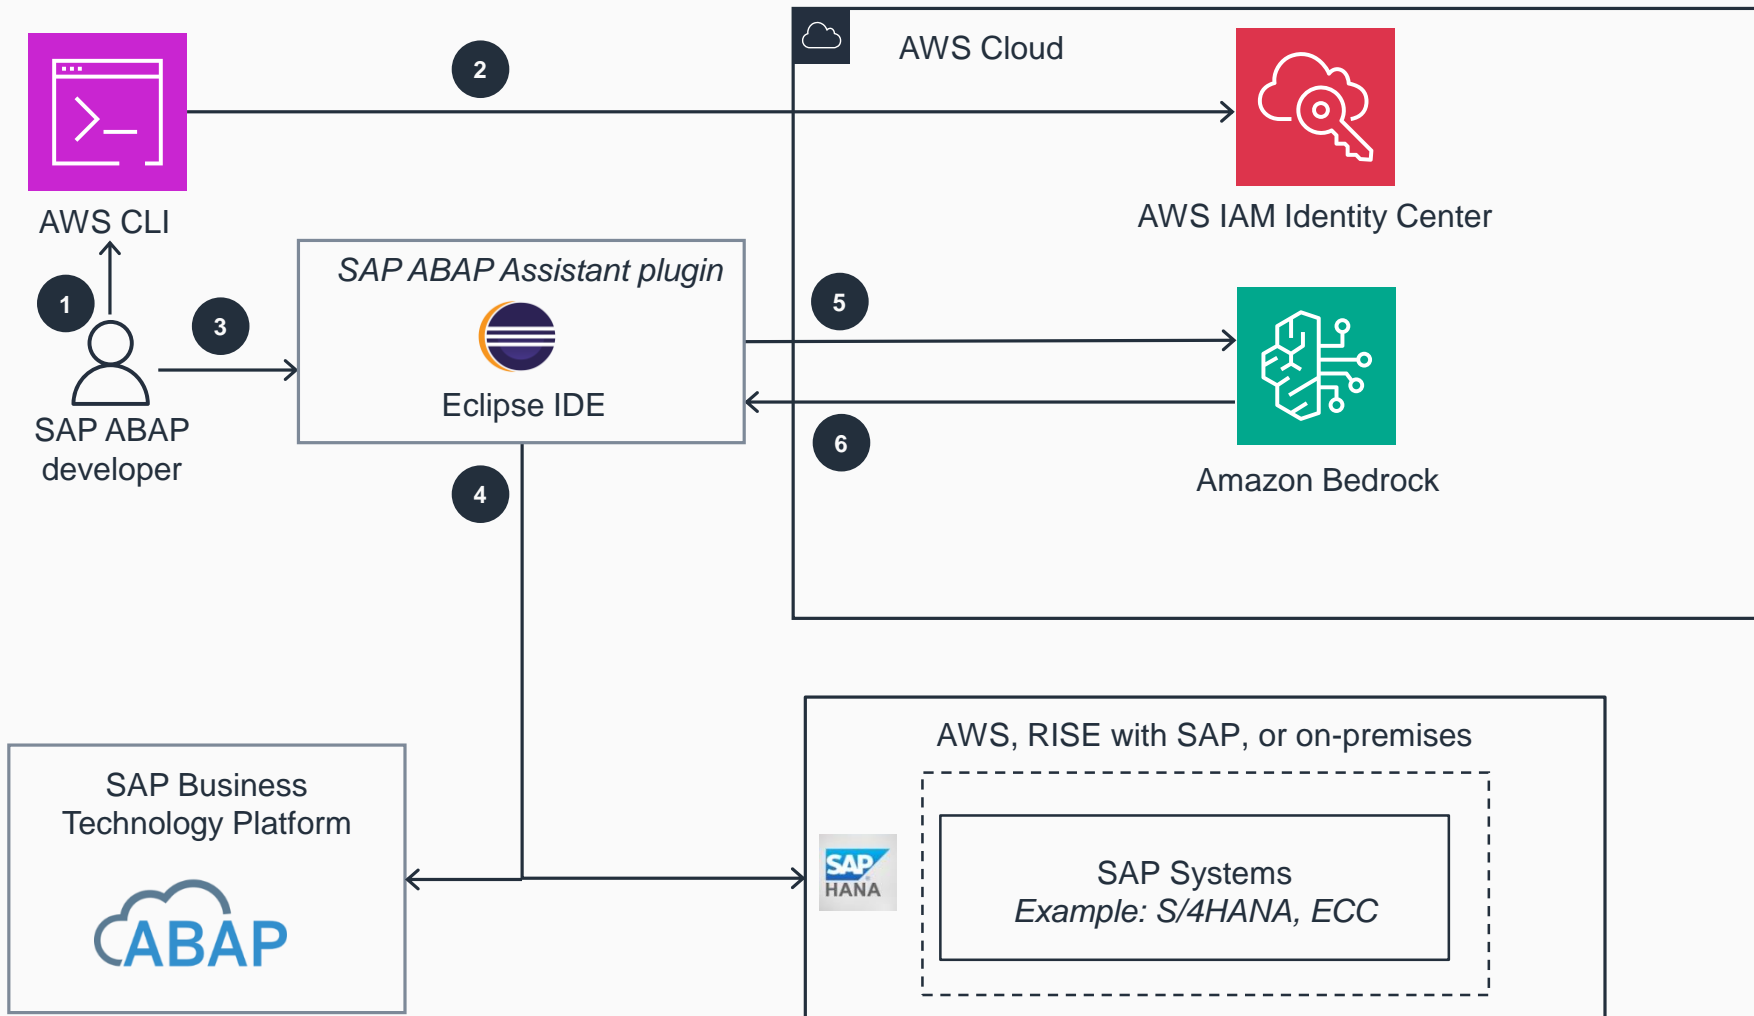 2
AWS Cloud
AWS CLI
AWS IAM Identity Center
1
3
SAP ABAP Assistant plugin
Eclipse IDE
5
6
SAP ABAP
developer
4
Amazon Bedrock
AWS, RISE with SAP, or on-premises
SAP Business
Technology Platform
ABAP
SAP
HANA
SAP Systems
Example: S/4HANA, ECC